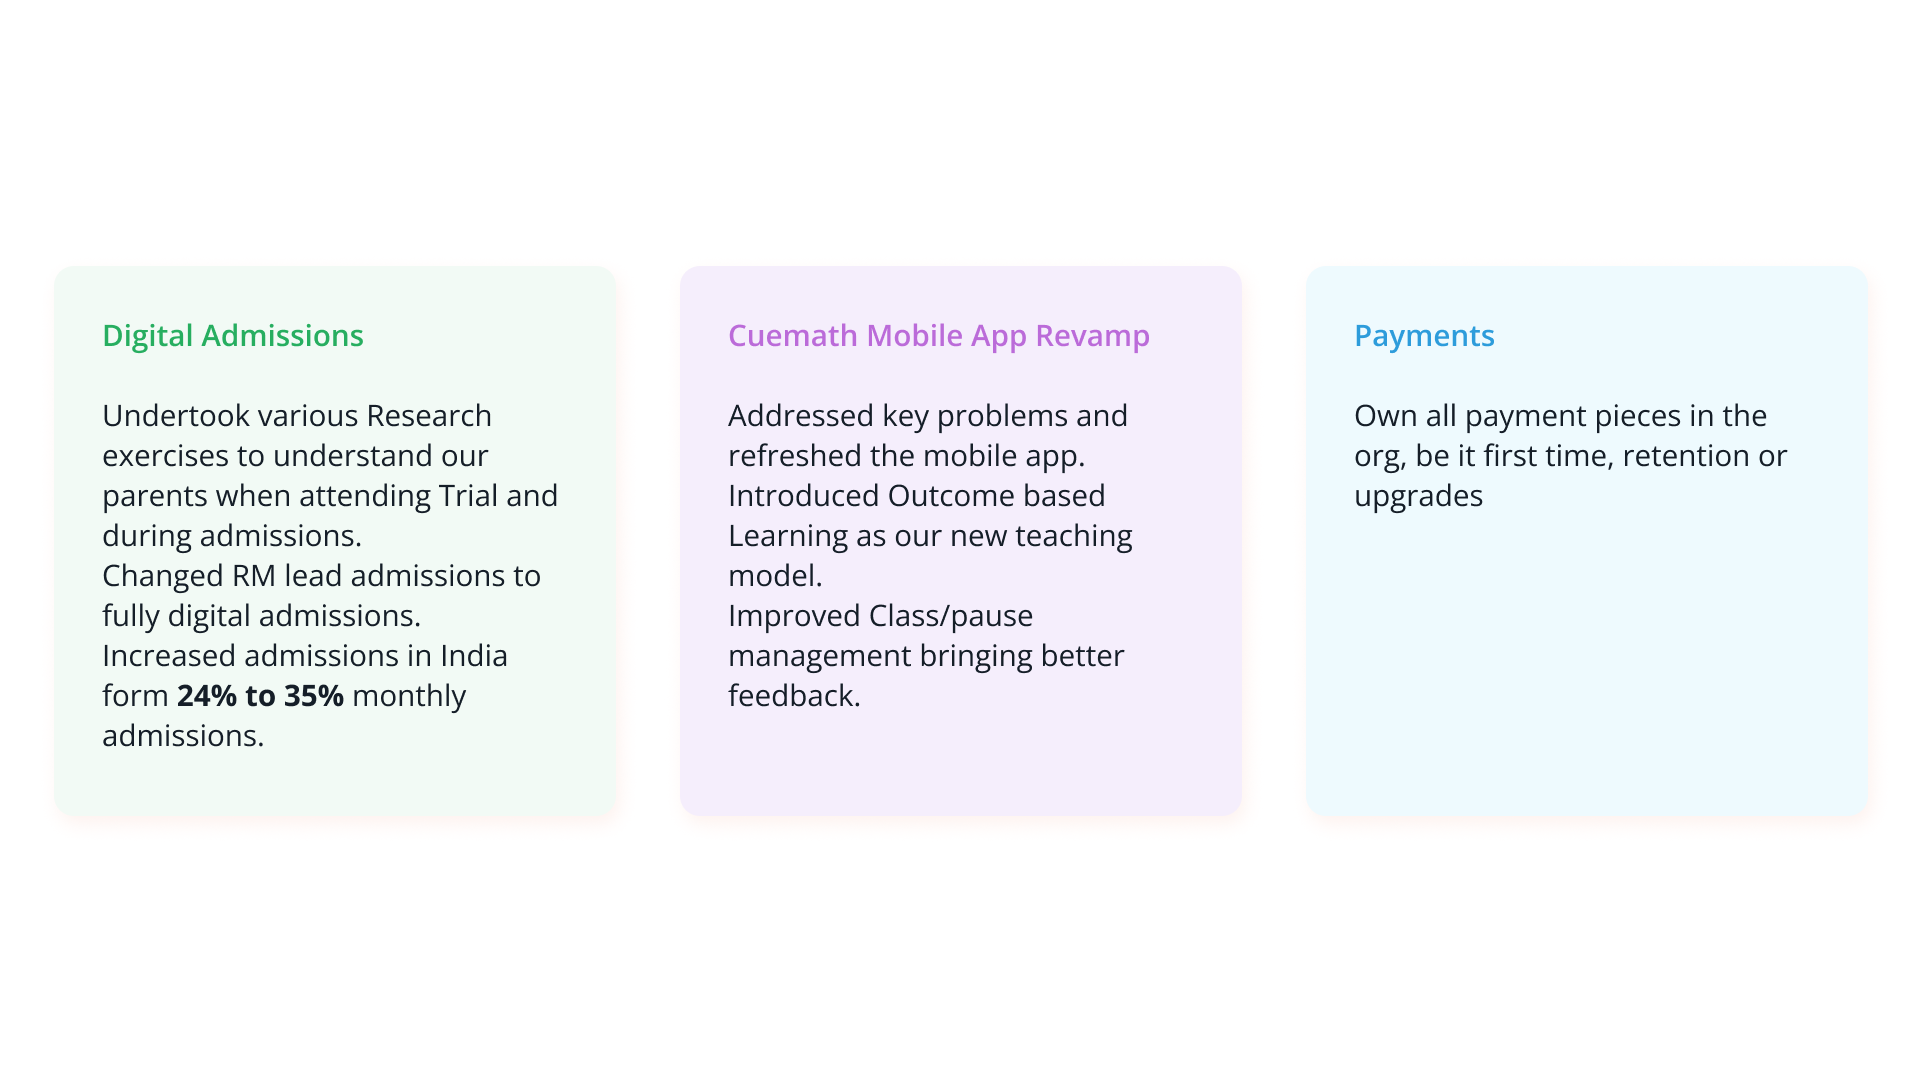 Digital Admissions
Undertook various Research
exercises to understand our
parents when attending Trial and
during admissions.
Changed RM lead admissions to
fully digital admissions.
Increased admissions in India
form 24% to 35% monthly
admissions.
Cuemath Mobile App Revamp
Addressed key problems and
refreshed the mobile app.
Introduced Outcome based
Learning as our new teaching
model.
Improved Class/pause
management bringing better
feedback.
Payments
Own all payment pieces in the
org, be it first time, retention or
upgrades